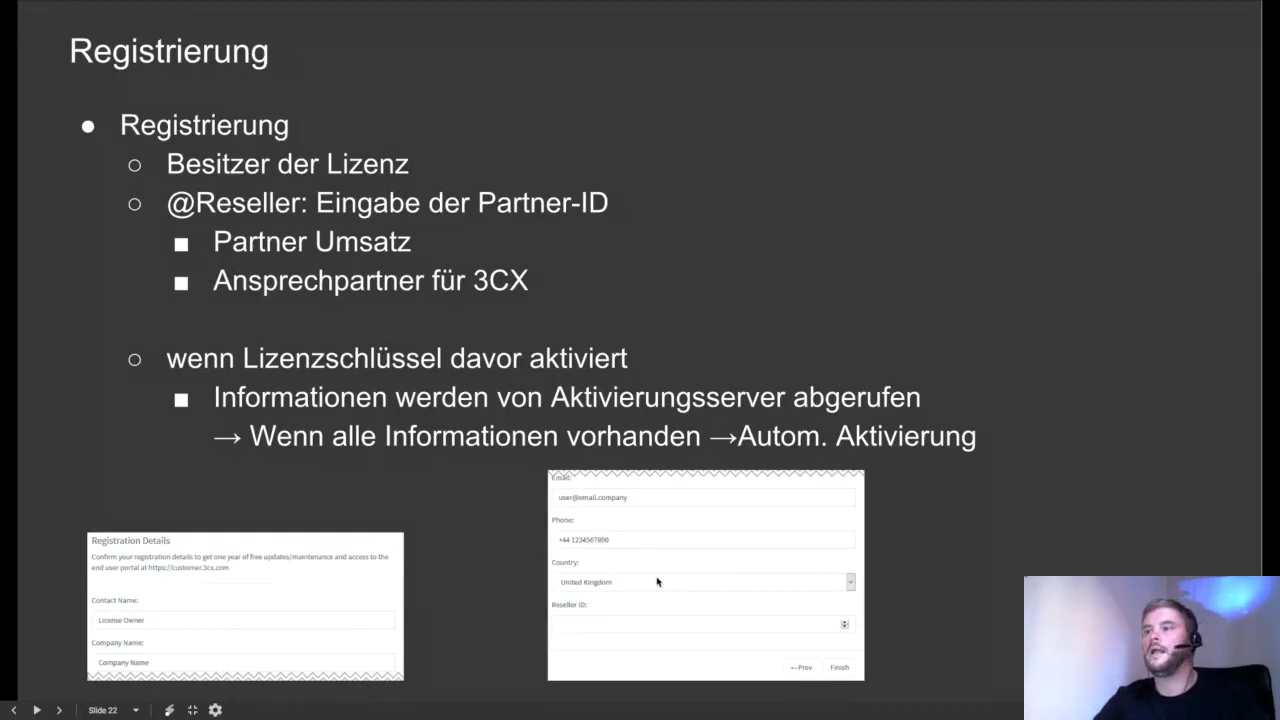 Registrierung
● Registrierung
○ Besitzer der Lizenz
○ @Reseller: Eingabe der Partner-ID
■ Partner Umsatz
■ Ansprechpartner für 3CX
○ wenn Lizenzschlüssel davor aktiviert
■ Informationen werden von Aktivierungsserver abgerufen
→ Wenn alle Informationen vorhanden →Autom. Aktivierung
Registration Details
Confirm your registration details to get one year of free updates/maintenance and access to the
end user portal at https://customer.3cx.com
Contact Name:
License Owner
Company Name:
Company Name
Email:
user@email.company
Phone:
+44 1234567890
Country:
United Kingdom
Reseller ID:
←Prev Finish
Slide 22